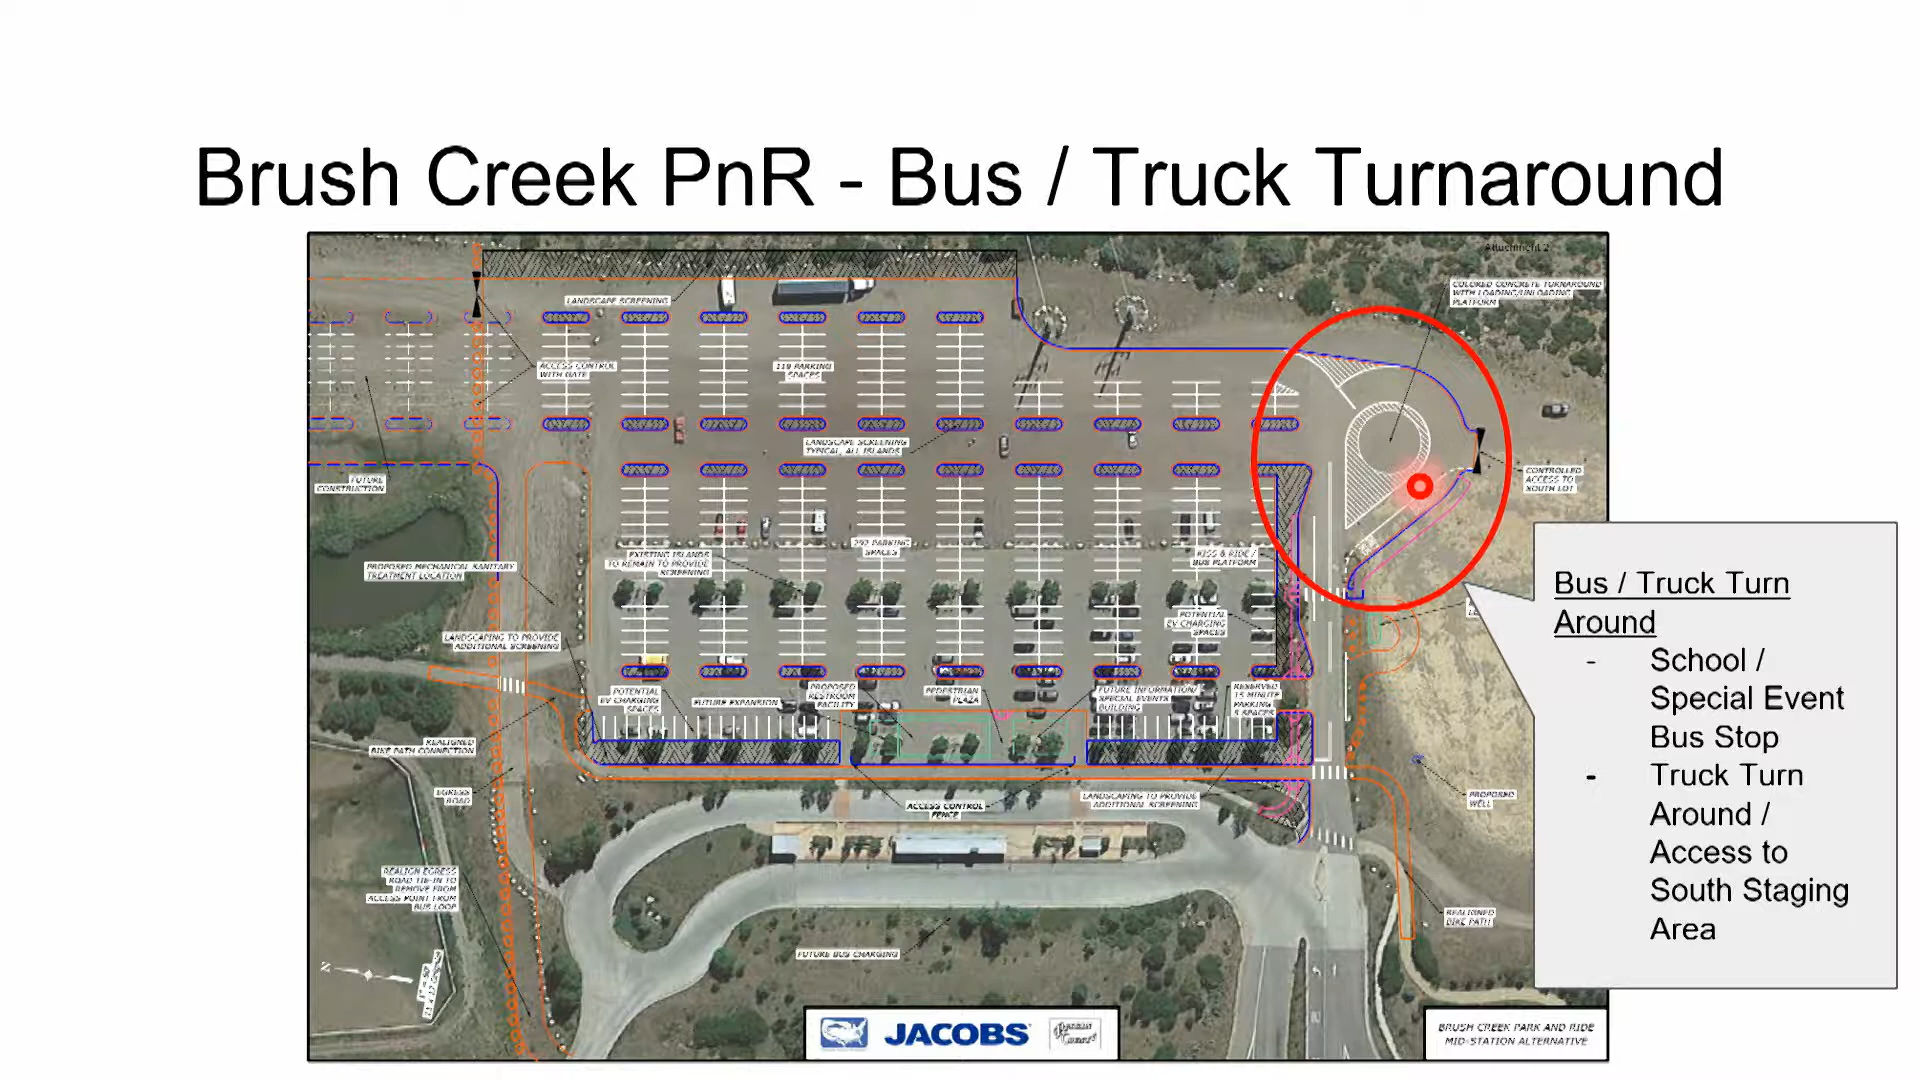 Brush Creek PnR - Bus / Truck Turnaround
Attachment 2
COLORED CONCRETE TURNAROUND
WITH LOADING/UNLOADING
PLATFORM
LANDSCAPE SCREENING
ACCESS CONTROL
WITH GATE
119 PARKING
SPACES
LANDSCAPE SCREENING
TYPICAL, ALL ISLANDS
CONTROLLED
ACCESS TO
SOUTH LOT
FUTURE
CONSTRUCTION
292 PARKING
SPACES
EXISTING ISLANDS
TO REMAIN TO PROVIDE
SCREENING
KISS & RIDE /
BUS PLATFORM
PROPOSED MECHANICAL SANITARY
TREATMENT LOCATION
POTENTIAL
EV CHARGING
SPACES
LANDSCAPING TO PROVIDE
ADDITIONAL SCREENING
POTENTIAL
EV CHARGING
SPACES
FUTURE EXPANSION
PROPOSED
RESTROOM
FACILITY
PEDESTRIAN
PLAZA
FUTURE INFORMATION/
SPECIAL EVENTS
BUILDING
RESERVED
15 MINUTE
PARKING
5 SPACES
REALIGNED
BIKE PATH CONNECTION
EGRESS
ROAD
ACCESS CONTROL
FENCE
LANDSCAPING TO PROVIDE
ADDITIONAL SCREENING
PROPOSED
WELL
REALIGN EGRESS
ROAD TIE-IN TO
REMOVE FROM
ACCESS POINT FROM
BUS LOOP
REALIGNED
BIKE PATH
FUTURE BUS CHARGING
N
JACOBS
BRUSH CREEK PARK AND RIDE
MID-STATION ALTERNATIVE
Bus / Truck Turn
Around
- School /
Special Event
Bus Stop
- Truck Turn
Around /
Access to
South Staging
Area